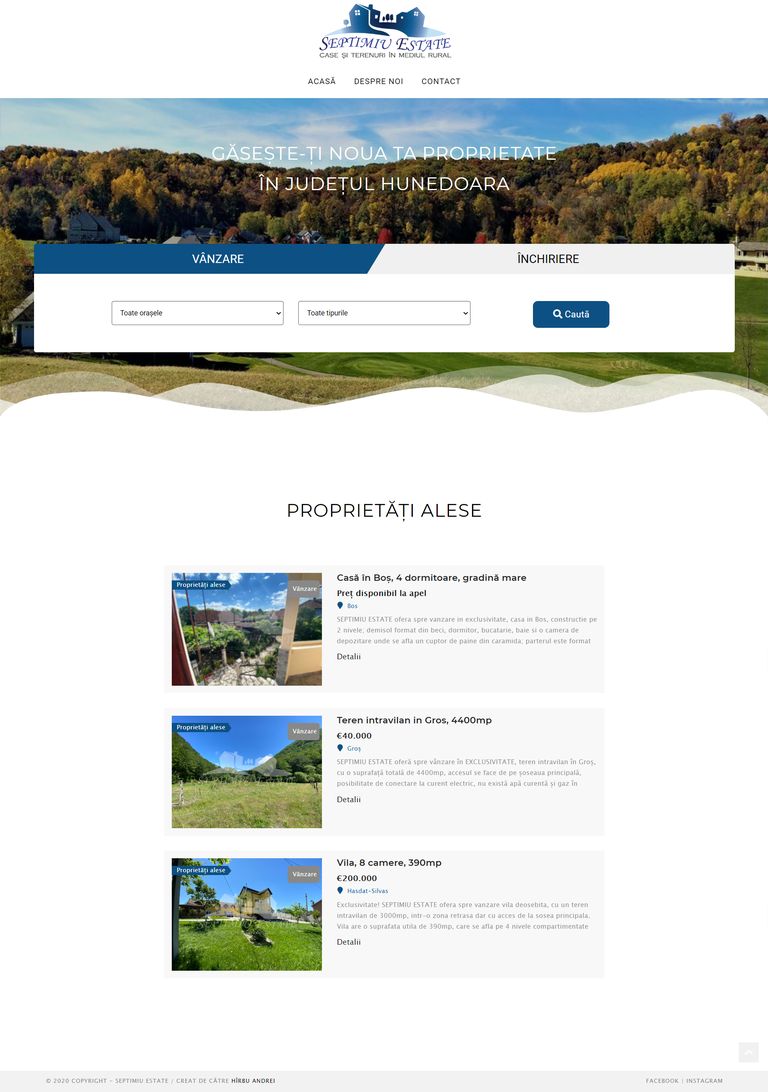 SEPTIMIU ESTATE
CASE ȘI TERENURI ÎN MEDIUL RURAL
ACASĂ DESPRE NOI CONTACT
GĂSEȘTE-ȚI NOUA TA PROPRIETATE
ÎN JUDEȚUL HUNEDOARA
VÂNZARE ÎNCHIRIERE
Toate orașele Toate tipurile Caută
PROPRIETĂȚI ALESE
Proprietăți alese
Vânzare
Casă în Boș, 4 dormitoare, gradină mare
Preț disponibil la apel
Bos
SEPTIMIU ESTATE ofera spre vanzare in exclusivitate, casa in Bos, constructie pe
2 nivele, demisol format din beci, dormitor, bucatarie, baie si o camera de
depozitare unde se afla un cuptor de paine din caramida; parterul este format
Detalii
Proprietăți alese
Vânzare
Teren intravilan in Gros, 4400mp
€40.000
Groș
SEPTIMIU ESTATE oferă spre vânzare în EXCLUSIVITATE, teren intravilan în Groș,
cu o suprafață totală de 4400mp, accesul se face de pe șoseaua principală,
posibilitate de conectare la curent electric, nu există apă curentă și gaz în
Detalii
Proprietăți alese
Vânzare
Vila, 8 camere, 390mp
€200.000
Hasdat-Silvas
Exclusivitate! SEPTIMIU ESTATE ofera spre vanzare vila deosebita, cu un teren
intravilan de 3000mp, intr-o zona retrasa dar cu acces de la sosea principala.
Vila are o suprafata utila de 390mp, care se afla pe 4 nivele compartimentate
Detalii
© 2020 COPYRIGHT - SEPTIMIU ESTATE / CREAT DE CĂTRE HÎRBU ANDREI FACEBOOK | INSTAGRAM